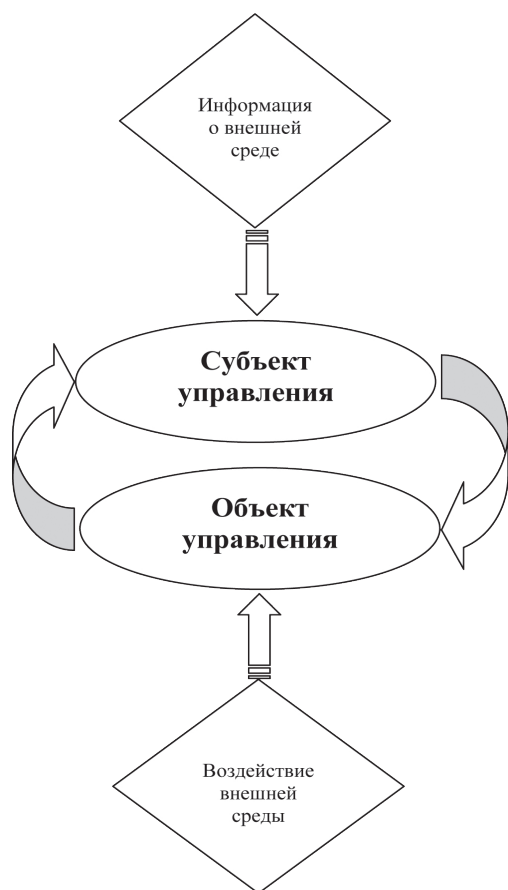 Информация
о внешней
среде
Субъект
управления
Объект
управления
Воздействие
внешней
среды